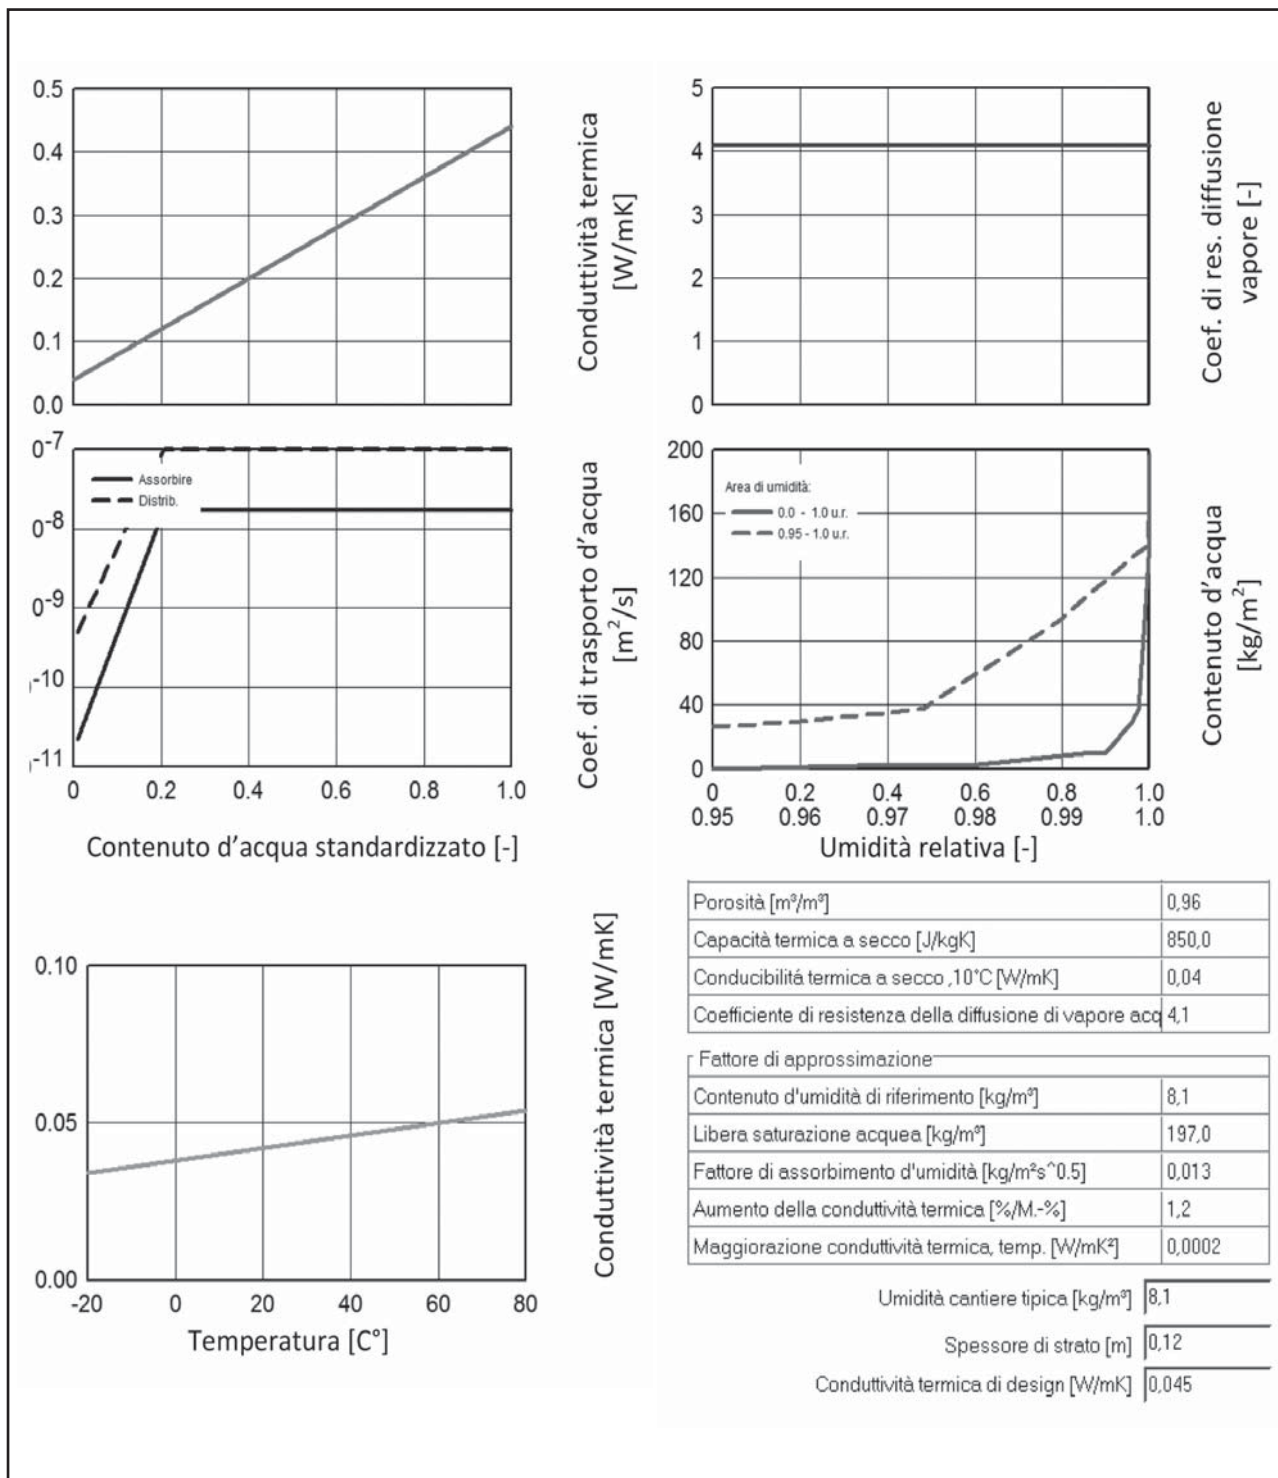 0.5
0.4
0.3
0.2
0.1
0.0
Conduttività termica
[W/mK]
5
4
3
2
1
0
Coef. di res. diffusione
vapore [-]
0-7
0-8
0-9
-10
-11
Assorbire
Distrib.
0 0.2 0.4 0.6 0.8 1.0
Contenuto d'acqua standardizzato [-]
Coef. di trasporto d'acqua
[m²/s]
200
160
120
80
40
0
Area di umidità:
0.0 - 1.0 u.r.
0.95 - 1.0 u.r.
0 0.2 0.4 0.6 0.8 1.0
0.95 0.96 0.97 0.98 0.99 1.0
Umidità relativa [-]
Contenuto d'acqua
[kg/m²]
0.10
0.05
0.00
-20 0 20 40 60 80
Temperatura [C°]
Conduttività termica [W/mK]
Porosità [m³/m³] 0,96
Capacità termica a secco [J/kgK] 850,0
Conducibilitá termica a secco ,10°C [W/mK] 0,04
Coefficiente di resistenza della diffusione di vapore acq 4,1
Fattore di approssimazione
Contenuto d'umidità di riferimento [kg/m³] 8,1
Libera saturazione acquea [kg/m³] 197,0
Fattore di assorbimento d'umidità [kg/m²s^0.5] 0,013
Aumento della conduttività termica [%/M.-%] 1,2
Maggiorazione conduttività termica, temp. [W/mK²] 0,0002
Umidità cantiere tipica [kg/m³] 8,1
Spessore di strato [m] 0,12
Conduttività termica di design [W/mK] 0,045